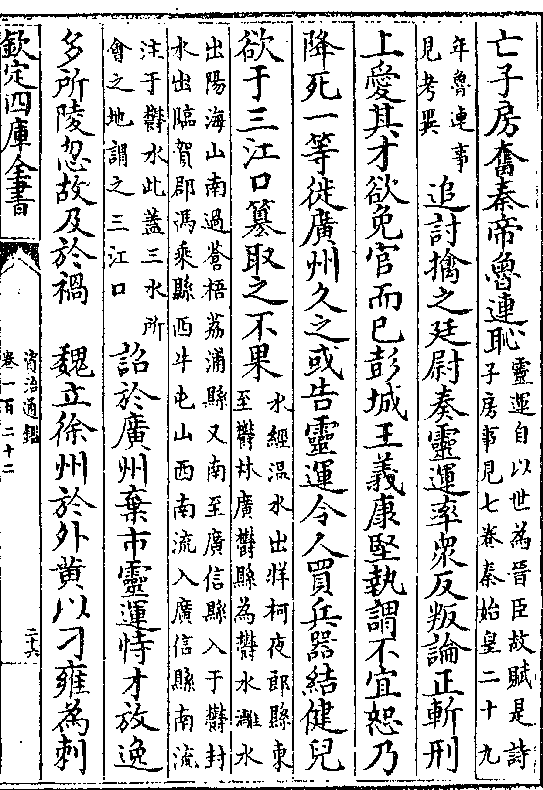 亡子房奮秦帝魯連恥靈運自以世為晉臣故賦是詩
子房事見七卷秦始皇二十九
年魯連事
見考異
追討擒之廷尉奏靈運率衆反叛論正斬刑
上愛其才欲免官而已彭城王義康堅執謂不宜恕乃
降死一等徙廣州久之或告靈運令人買兵器結健兒
欲于三江口篡取之不果水經温水出牂柯夜郎縣東
至鬱林廣鬱縣為鬱水灕水
出陽海山南過蒼梧荔浦縣又南至廣信縣入于鬱封
水出臨賀郡馮乘縣西牛屯山西南流入廣信縣南流
注于鬱水此蓋三水所
會之地謂之三江口
詔於廣州棄市靈運恃才放逸
多所陵忽故及於禍 魏立徐州於外黄以刁雍為刺
欽定四庫全書
資治通鑑
卷一百二十二
二十六